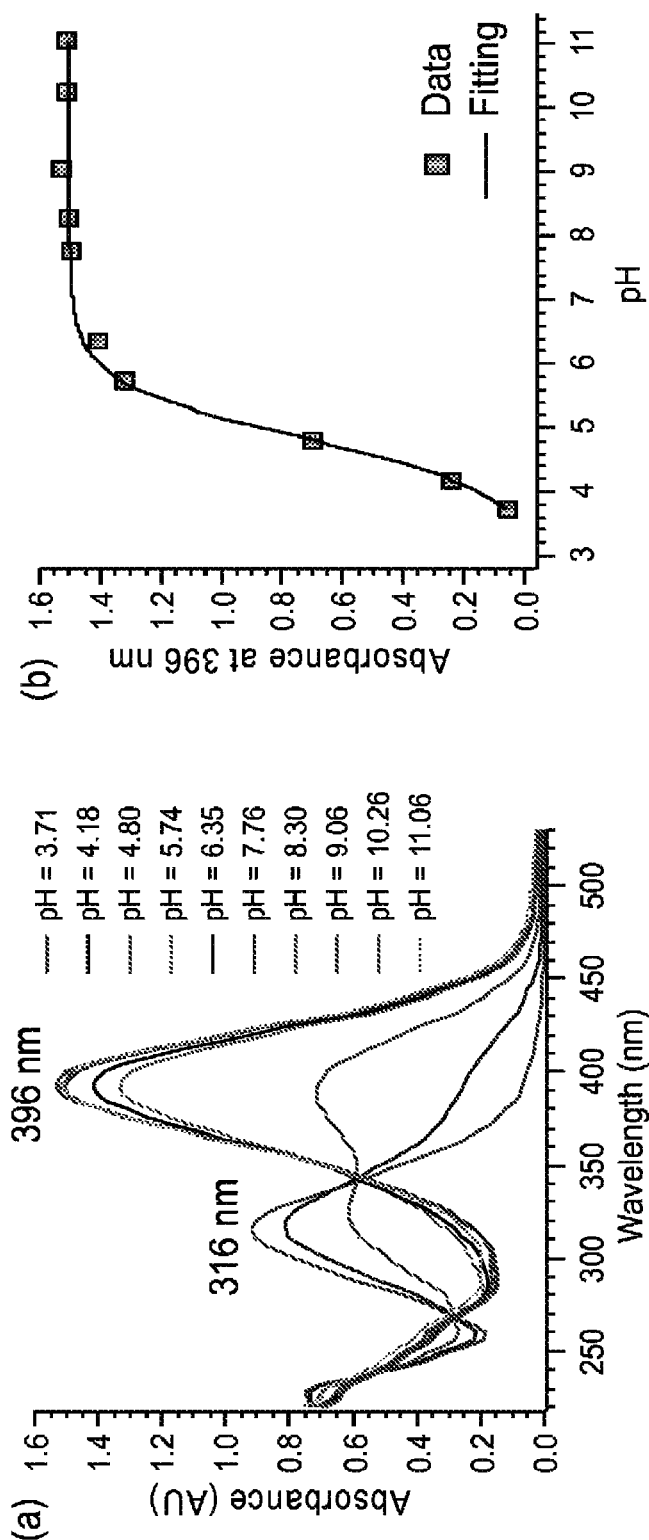 (a)
Absorbance (AU)
1.6
1.4
1.2
1.0
0.8
0.6
0.4
0.2
0.0
396 nm
316 nm
pH = 3.71
pH = 4.18
pH = 4.80
pH = 5.74
pH = 6.35
pH = 7.76
pH = 8.30
pH = 9.06
pH = 10.26
pH = 11.06
250
300
350
400
450
500
Wavelength (nm)
(b)
Absorbance at 396 nm
1.6
1.4
1.2
1.0
0.8
0.6
0.4
0.2
0.0
Data
Fitting
3
4
5
6
7
8
9
10
11
pH